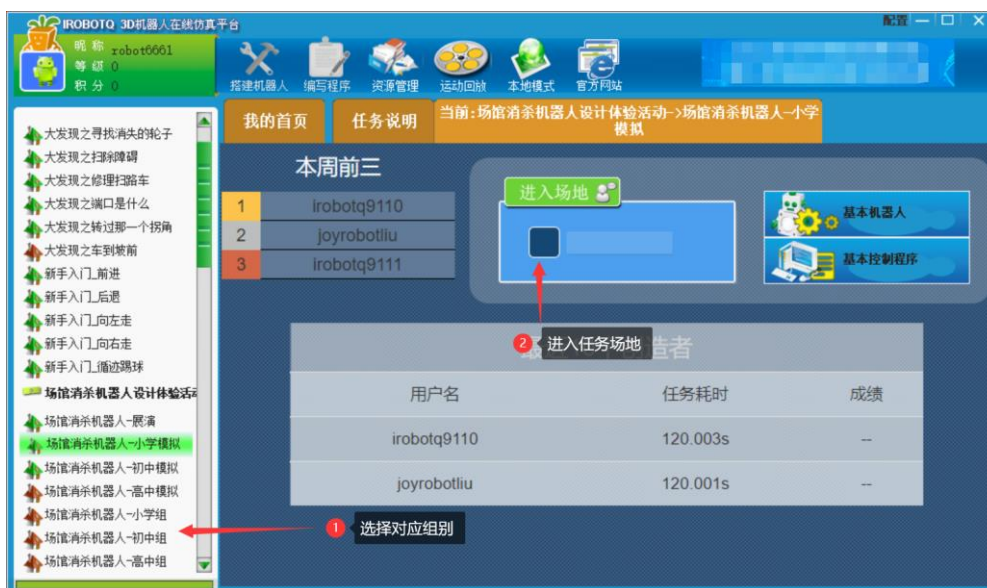 IROBOTQ 3D机器人在线仿真平台
配置
昵称 robot6661
等级 0
积分 0
搭建机器人
编写程序
资源管理
运动回放
本地模式
官方网站
我的首页
任务说明
当前:场馆消杀机器人设计体验活动->场馆消杀机器人-小学
模拟
大发现之寻找消失的轮子
大发现之扫除障碍
大发现之修理扫路车
大发现之端口是什么
大发现之转过那一个拐角
大发现之车到坡前
新手入门_前进
新手入门_后退
新手入门_向左走
新手入门_向右走
新手入门_循迹踢球
场馆消杀机器人设计体验活
场馆消杀机器人-展演
场馆消杀机器人-小学模拟
场馆消杀机器人-初中模拟
场馆消杀机器人-高中模拟
场馆消杀机器人-小学组
场馆消杀机器人-初中组
场馆消杀机器人-高中组
本周前三
1 irobotq9110
2 joyrobotliu
3 irobotq9111
进入场地
基本机器人
基本控制程序
2 进入任务场地
造者
用户名 任务耗时 成绩
irobotq9110 120.003s --
joyrobotliu 120.001s --
1 选择对应组别